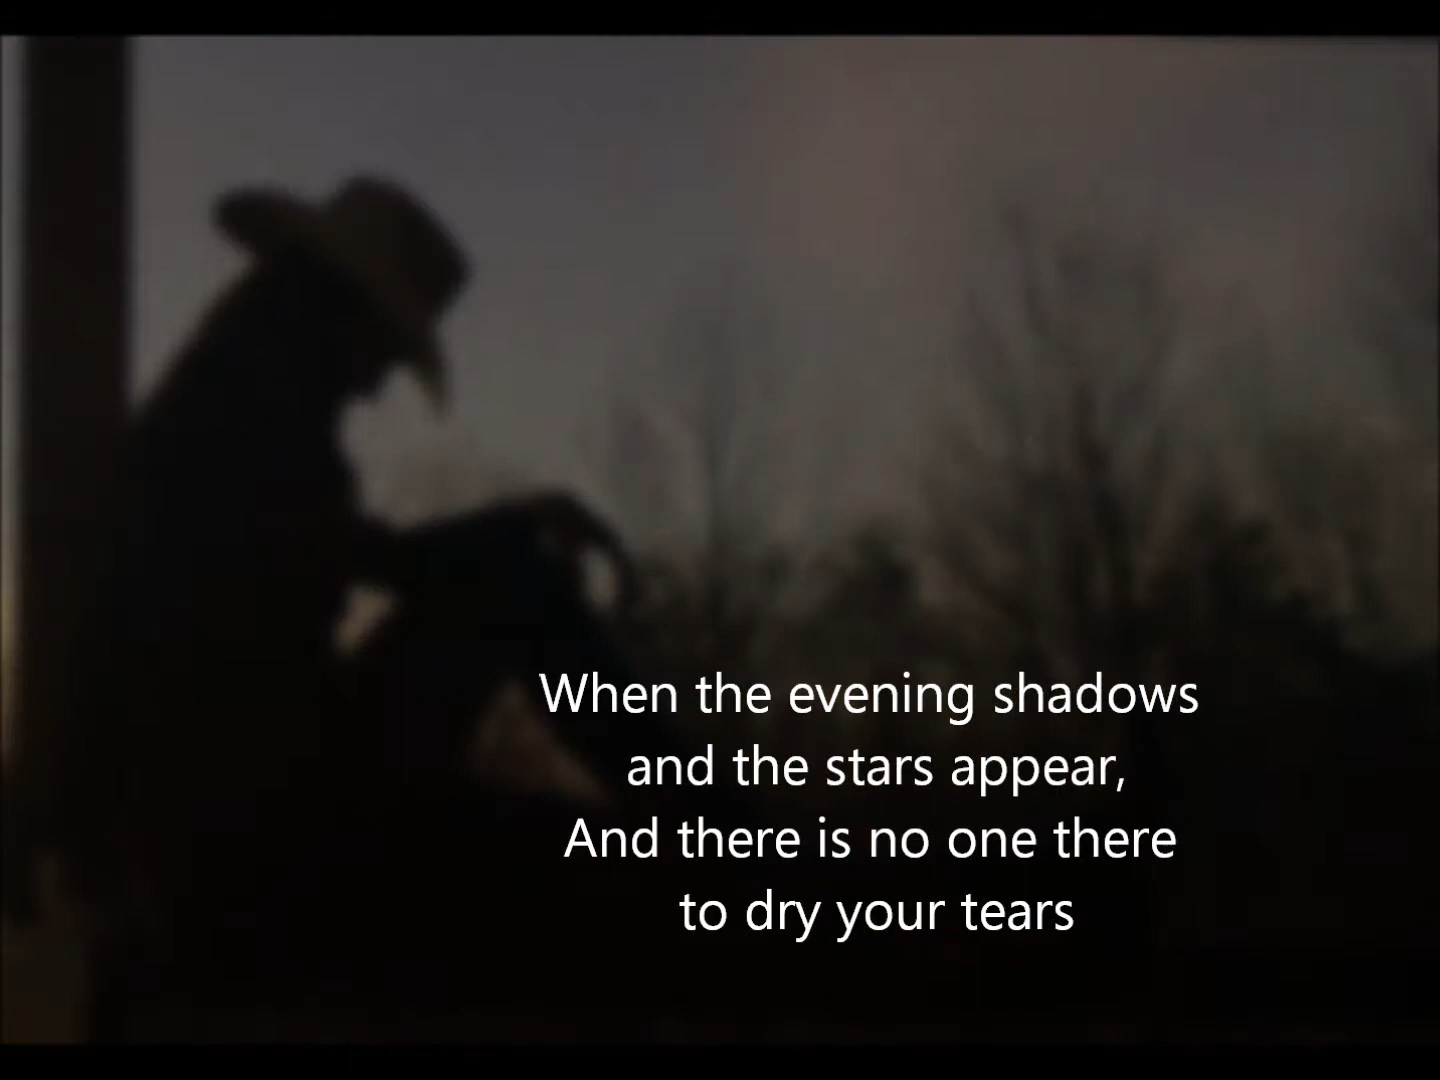 When the evening shadows
and the stars appear,
And there is no one there
to dry your tears